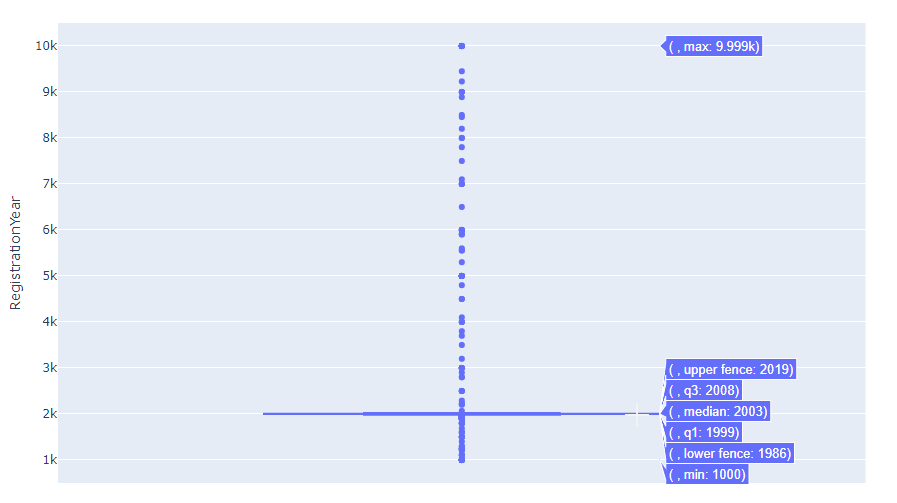 10k
( , max: 9.999k)
9k
8k
7k
6k
RegistrationYear
5k
4k
3k
( , upper fence: 2019)
( , q3: 2008)
2k
( , median: 2003)
( , q1: 1999)
1k
( , lower fence: 1986)
( , min: 1000)